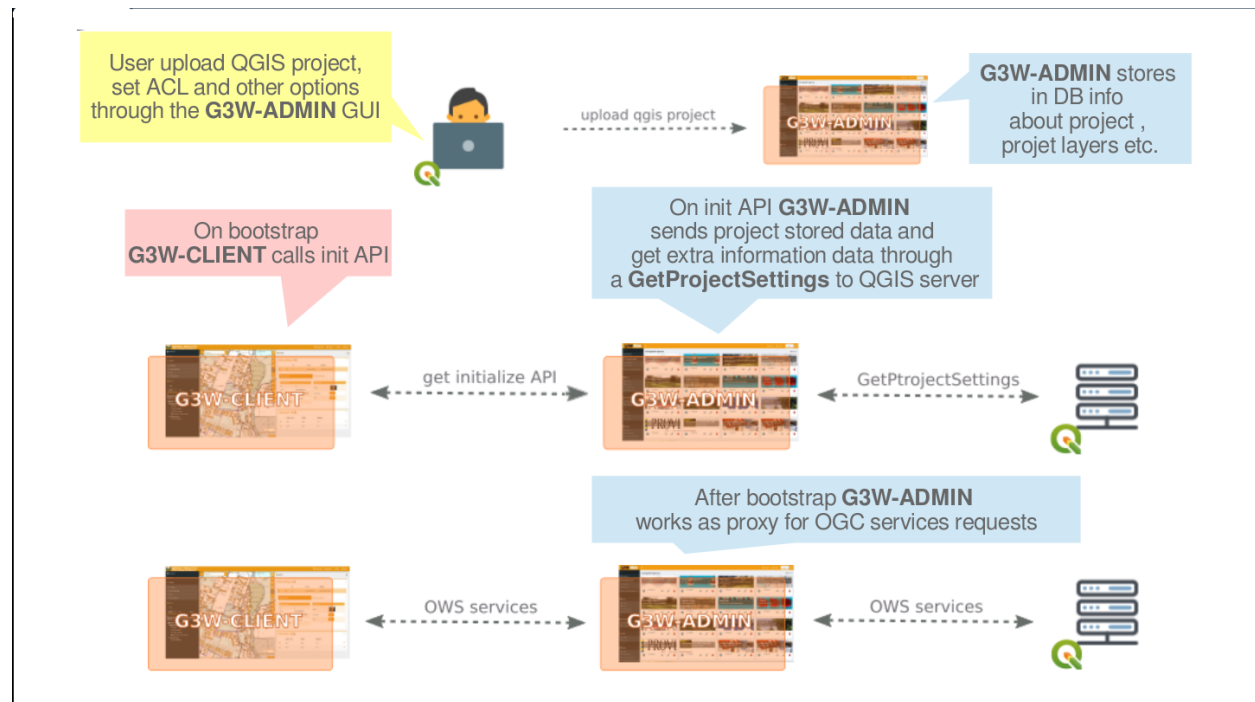 User upload QGIS project,
set ACL and other options
through the G3W-ADMIN GUI
upload qgis project
G3W-ADMIN
G3W-ADMIN stores
in DB info
about project ,
projet layers etc.
On bootstrap
G3W-CLIENT calls init API
On init API G3W-ADMIN
sends project stored data and
get extra information data through
a GetProjectSettings to QGIS server
G3W-CLIENT
get initialize API
G3W-ADMIN
GetPtrojectSettings
After bootstrap G3W-ADMIN
works as proxy for OGC services requests
G3W-CLIENT
OWS services
G3W-ADMIN
OWS services